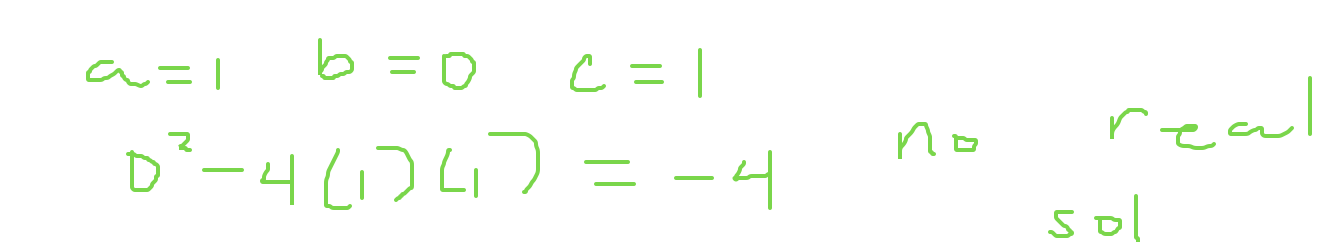 a=1 b=0 c=1
0²-4(1)(1)=-4 no real
sol